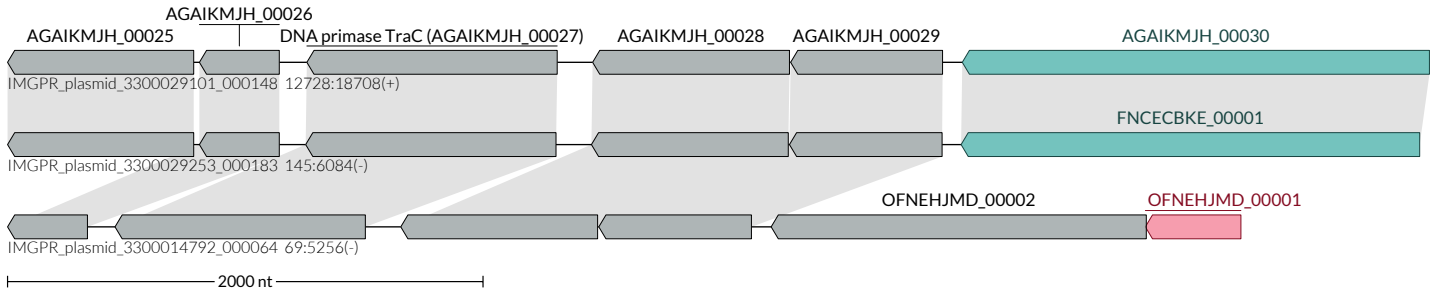 AGAIKMJH_00026
AGAIKMJH_00025 DNA primase TraC (AGAIKMJH_00027) AGAIKMJH_00028 AGAIKMJH_00029 AGAIKMJH_00030
IMGPR_plasmid_3300029101_000148 12728:18708(+)
FNCECBKE_00001
IMGPR_plasmid_3300029253_000183 145:6084(-)
OFNEHJMD_00002 OFNEHJMD_00001
IMGPR_plasmid_3300014792_000064 69:5256(-)
2000 nt